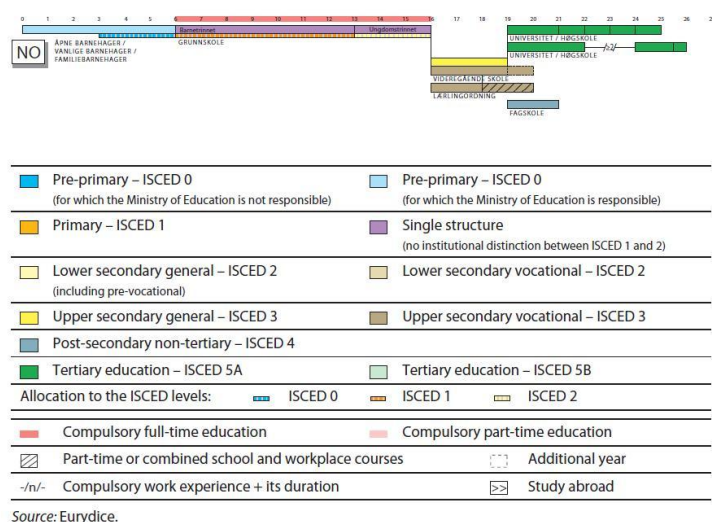 0 1 2 3 4 5 6 7 8 9 10 11 12 13 14 15 16 17 18 19 20 21 22 23 24 25 26 2
NO
ÅPNE BARNEHAGER /
VANLIGE BARNEHAGER /
FAMILIEBARNEHAGER
Barnetrinnet
Ungdomstrinnet
GRUNNSKOLE
VIDEREGÅENDE SKOLE
LÆRLINGORDNING
UNIVERSITET / HØGSKOLE
-/½/-
UNIVERSITET / HØGSKOLE
FAGSKOLE
Pre-primary – ISCED 0
(for which the Ministry of Education is not responsible)
Pre-primary – ISCED 0
(for which the Ministry of Education is responsible)
Primary – ISCED 1
Single structure
(no institutional distinction between ISCED 1 and 2)
Lower secondary general – ISCED 2
(including pre-vocational)
Lower secondary vocational – ISCED 2
Upper secondary general – ISCED 3
Upper secondary vocational – ISCED 3
Post-secondary non-tertiary – ISCED 4
Tertiary education – ISCED 5A
Tertiary education – ISCED 5B
Allocation to the ISCED levels: ISCED 0 ISCED 1 ISCED 2
Compulsory full-time education
Compulsory part-time education
Part-time or combined school and workplace courses
Additional year
-/n/- Compulsory work experience + its duration
>> Study abroad
Source: Eurydice.